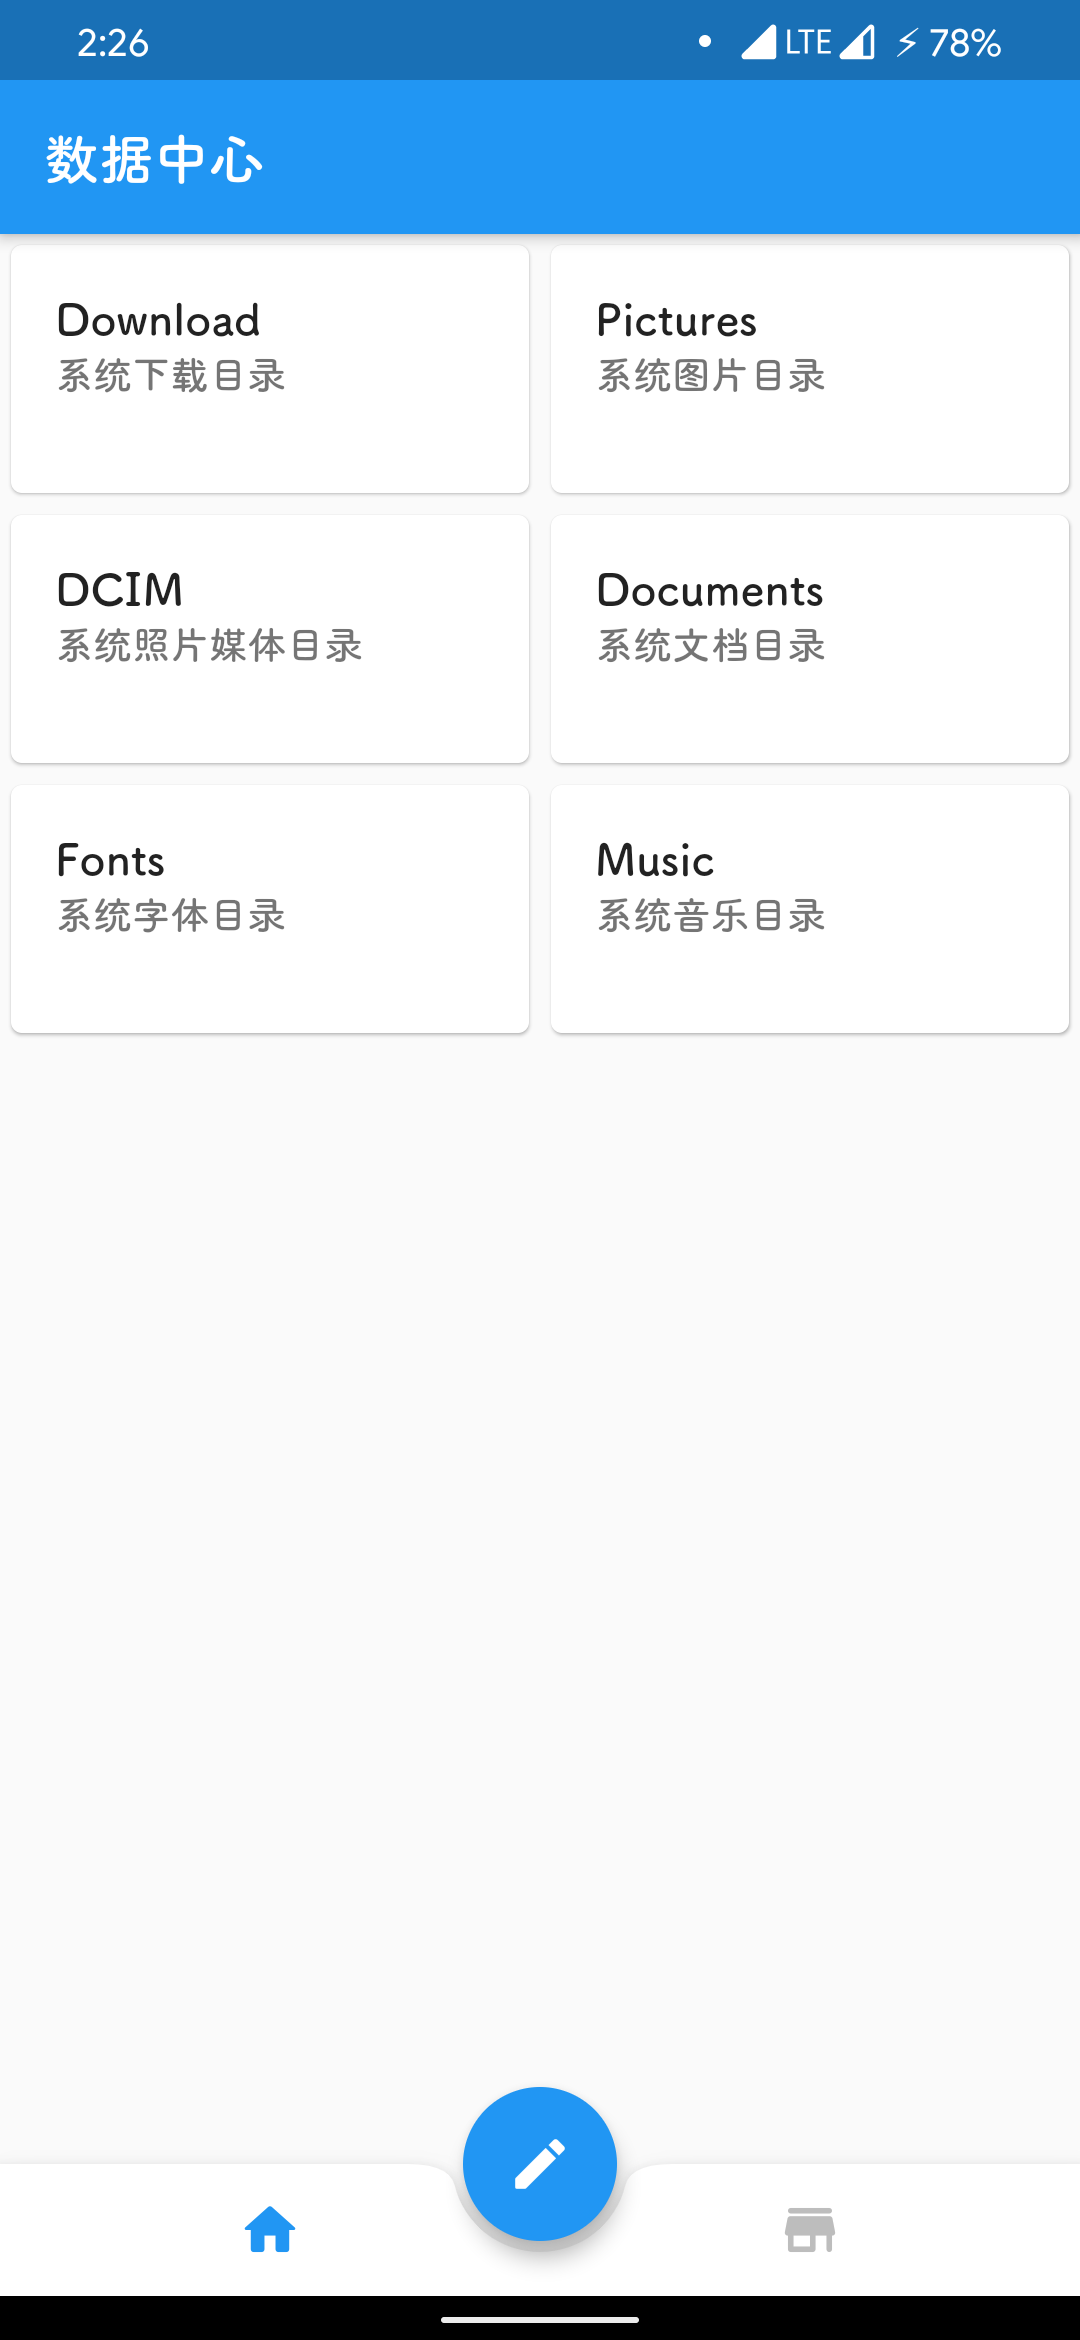 2:26 LTE 78%
数据中心
Download
系统下载目录
Pictures
系统图片目录
DCIM
系统照片媒体目录
Documents
系统文档目录
Fonts
系统字体目录
Music
系统音乐目录